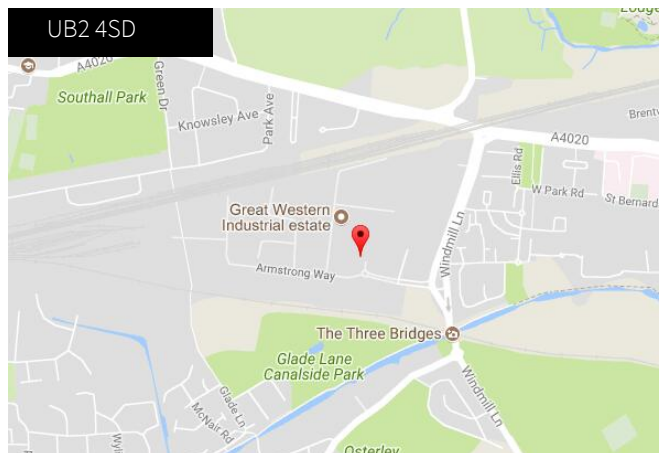 UB2 4SD
Lodge
A4020
Green Dr
Southall Park
Knowsley Ave
Park Ave
A4020
Brent
Ellis Rd
W Park Rd
St Bernard
Great Western
Industrial estate
Windmill Ln
Armstrong Way
The Three Bridges
Glade Lane
Canalside Park
Glade Ln
McNair Rd
Windmill Ln
Osterley